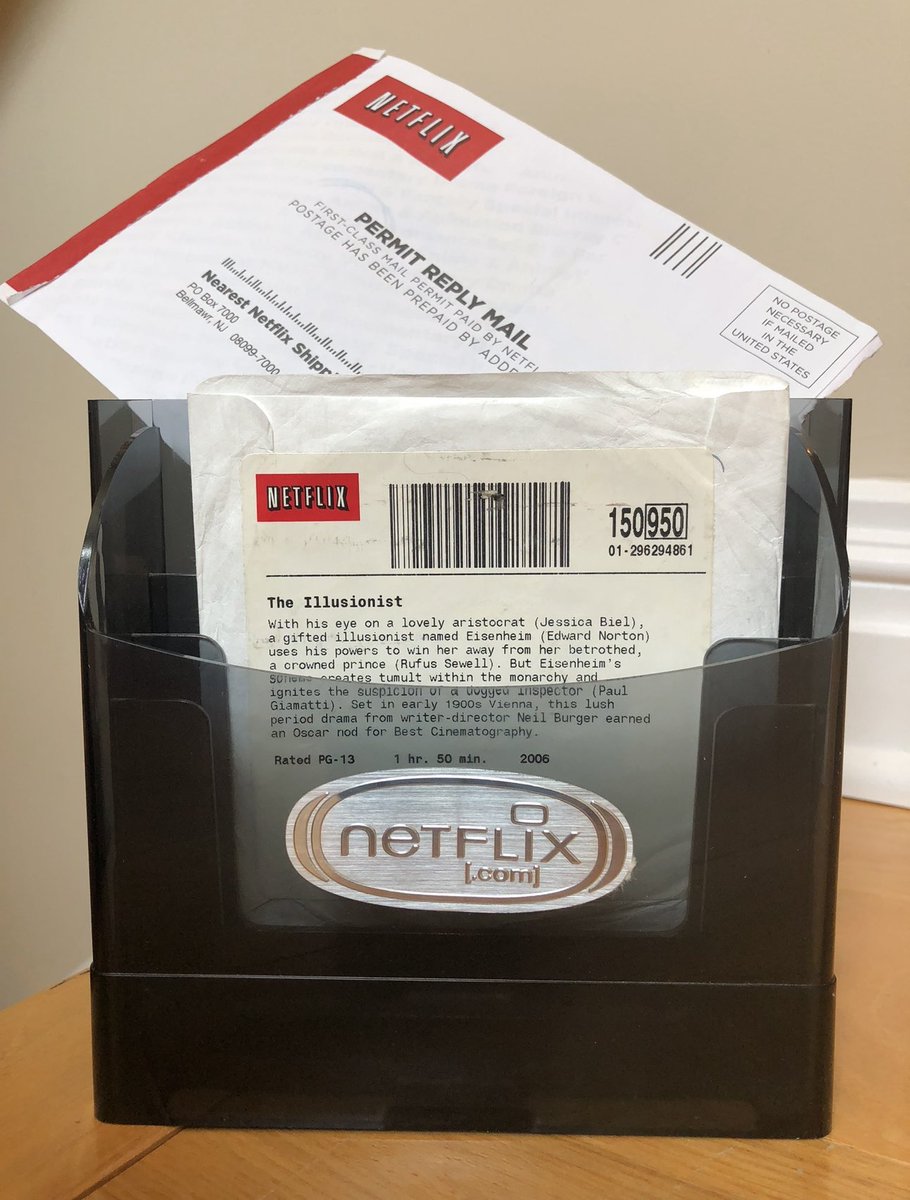 NETFLIX
PERMIT REPLY MAIL
FIRST-CLASS MAIL PERMIT PAID BY NETFL
POSTAGE HAS BEEN PREPAID BY ADDR
NO POSTAGE
NECESSARY
IF MAILED
IN THE
UNITED STATES
Nearest Netflix Shipp
PO Box 7000
Bellmawr, NJ 08099-7000
NETFLIX
150950
01-296294861
The Illusionist
With his eye on a lovely aristocrat (Jessica Biel),
a gifted illusionist named Eisenheim (Edward Norton)
uses his powers to win her away from her betrothed,
a crowned prince (Rufus Sewell). But Eisenheim's
scheme creates tumult within the monarchy and
ignites the suspicion of a dogged inspector (Paul
Giamatti). Set in early 1900s Vienna, this lush
period drama from writer-director Neil Burger earned
an Oscar nod for Best Cinematography.
Rated PG-13 1 hr. 50 min. 2006
netflix
[.com]